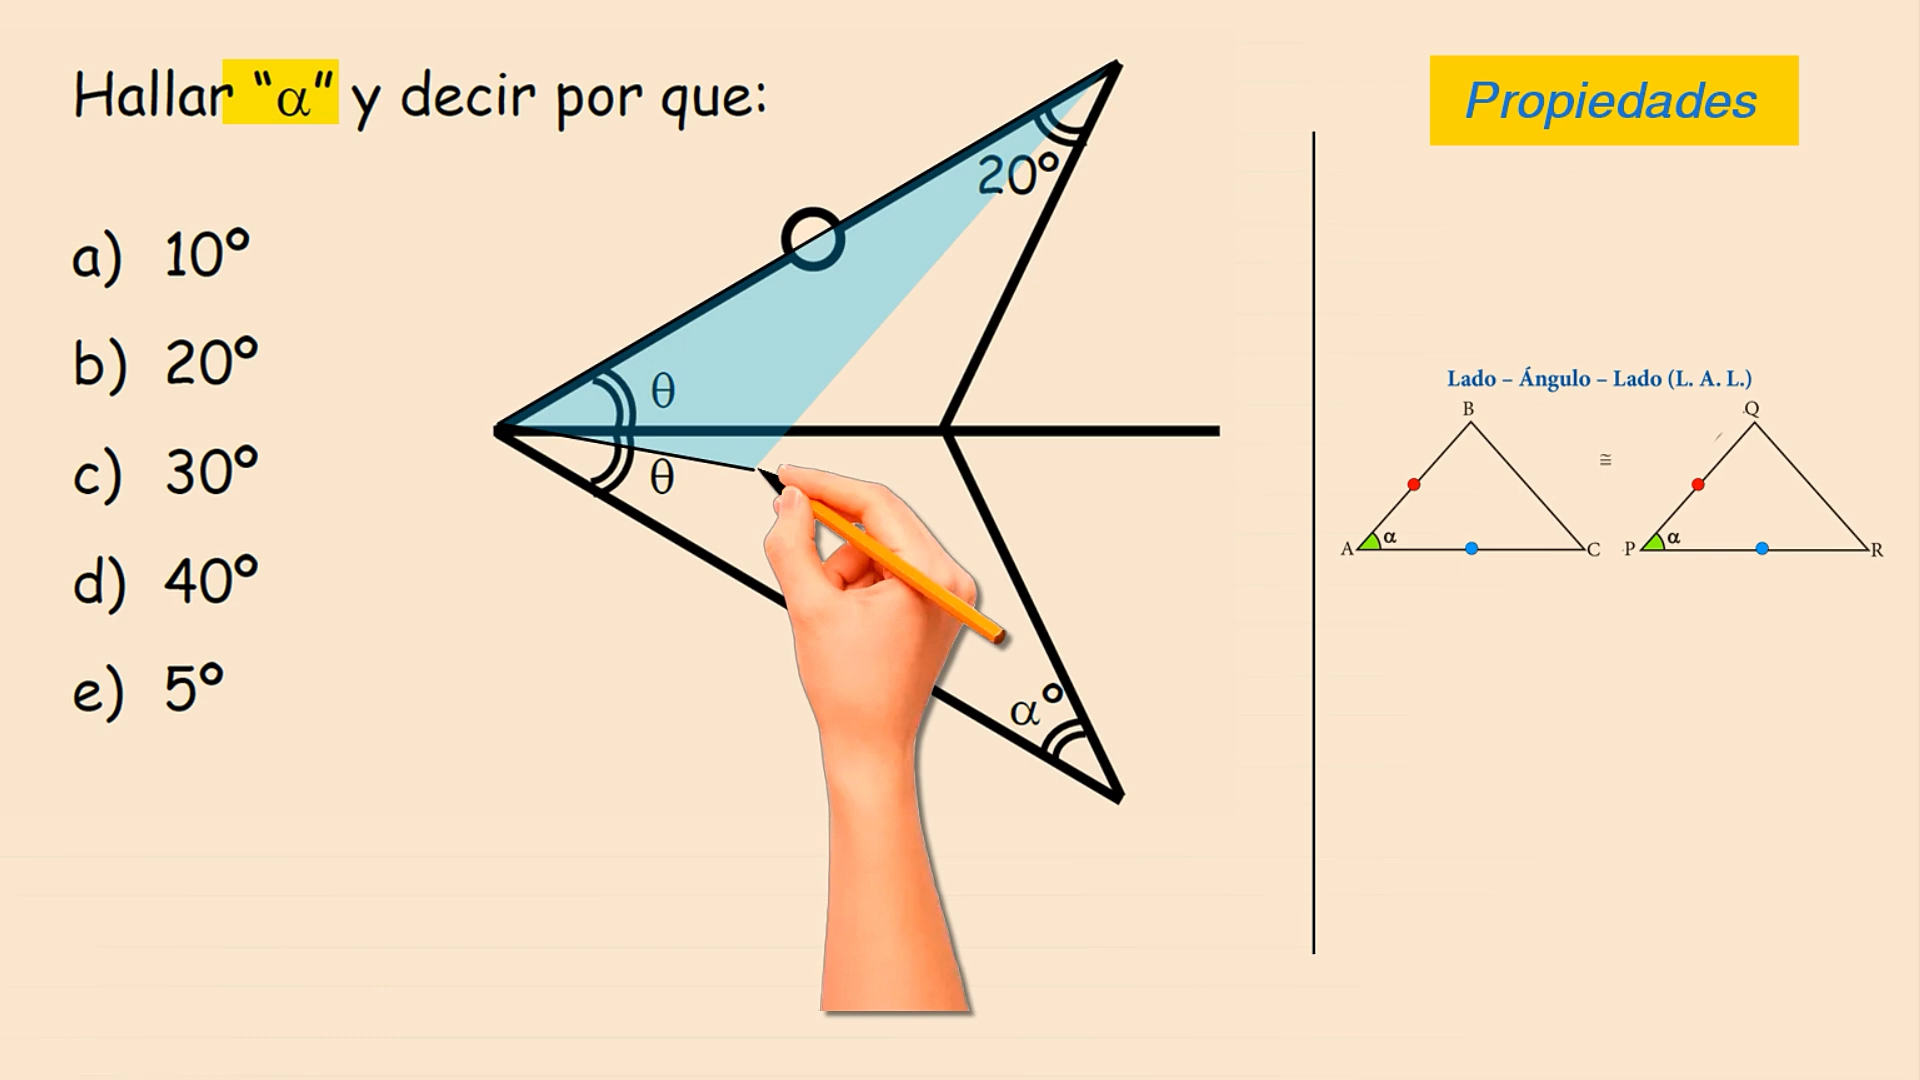 Hallar “α” y decir por que:
a) 10°
b) 20°
c) 30°
d) 40°
e) 5°
20°
θ
θ
α°
Propiedades
Lado – Ángulo – Lado (L. A. L.)
B
Q
≅
α
α
A
C
P
R